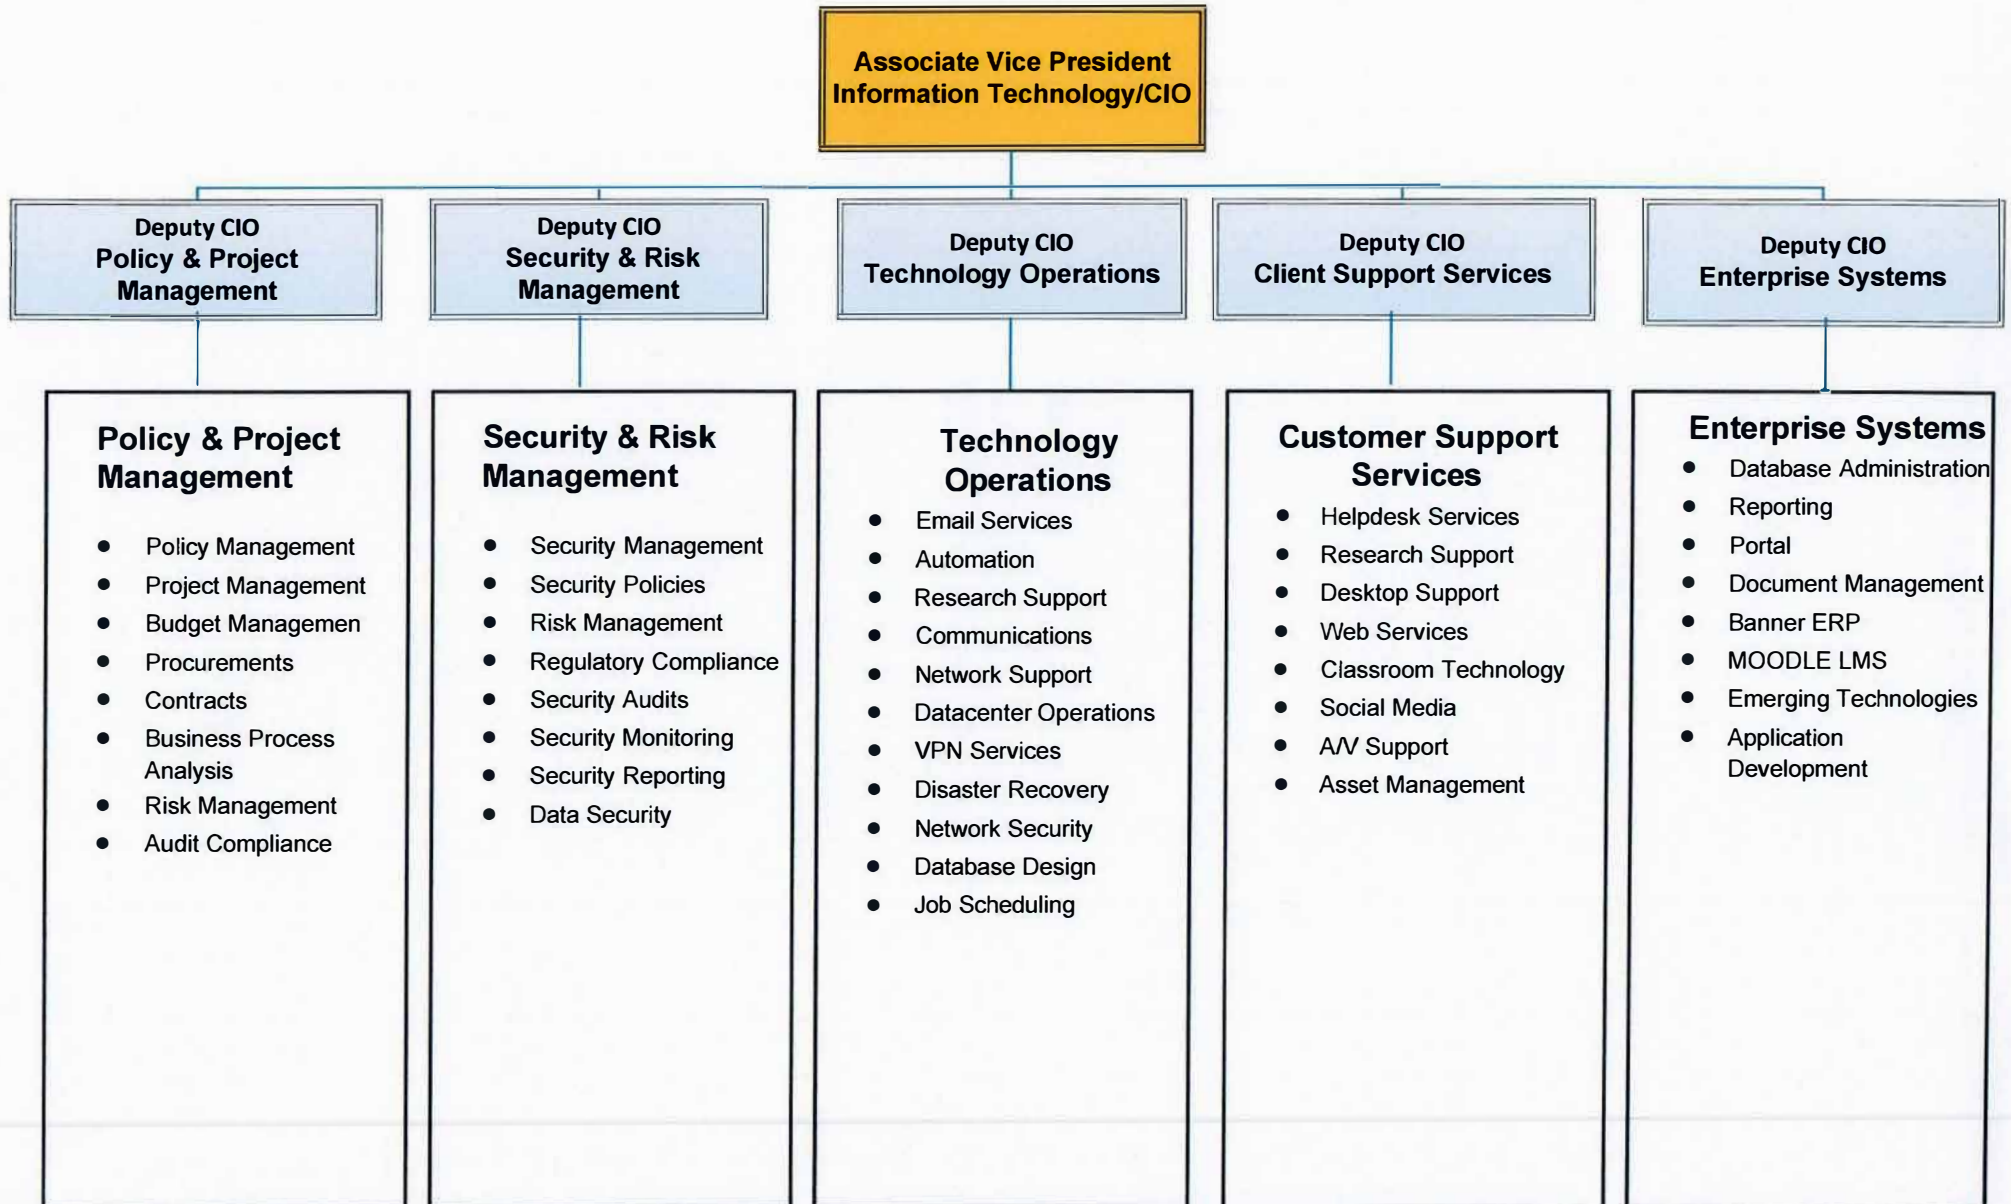 Associate Vice President
Information Technology/CIO
Deputy CIO
Policy & Project
Management
Deputy CIO
Security & Risk
Management
Deputy CIO
Technology Operations
Deputy CIO
Client Support Services
Deputy CIO
Enterprise Systems
Policy & Project
Management
● Policy Management
● Project Management
● Budget Managemen
● Procurements
● Contracts
● Business Process
Analysis
● Risk Management
● Audit Compliance
Security & Risk
Management
● Security Management
● Security Policies
● Risk Management
● Regulatory Compliance
● Security Audits
● Security Monitoring
● Security Reporting
● Data Security
Technology
Operations
● Email Services
● Automation
● Research Support
● Communications
● Network Support
● Datacenter Operations
● VPN Services
● Disaster Recovery
● Network Security
● Database Design
● Job Scheduling
Customer Support
Services
● Helpdesk Services
● Research Support
● Desktop Support
● Web Services
● Classroom Technology
● Social Media
● A/V Support
● Asset Management
Enterprise Systems
● Database Administration
● Reporting
● Portal
● Document Management
● Banner ERP
● MOODLE LMS
● Emerging Technologies
● Application
Development